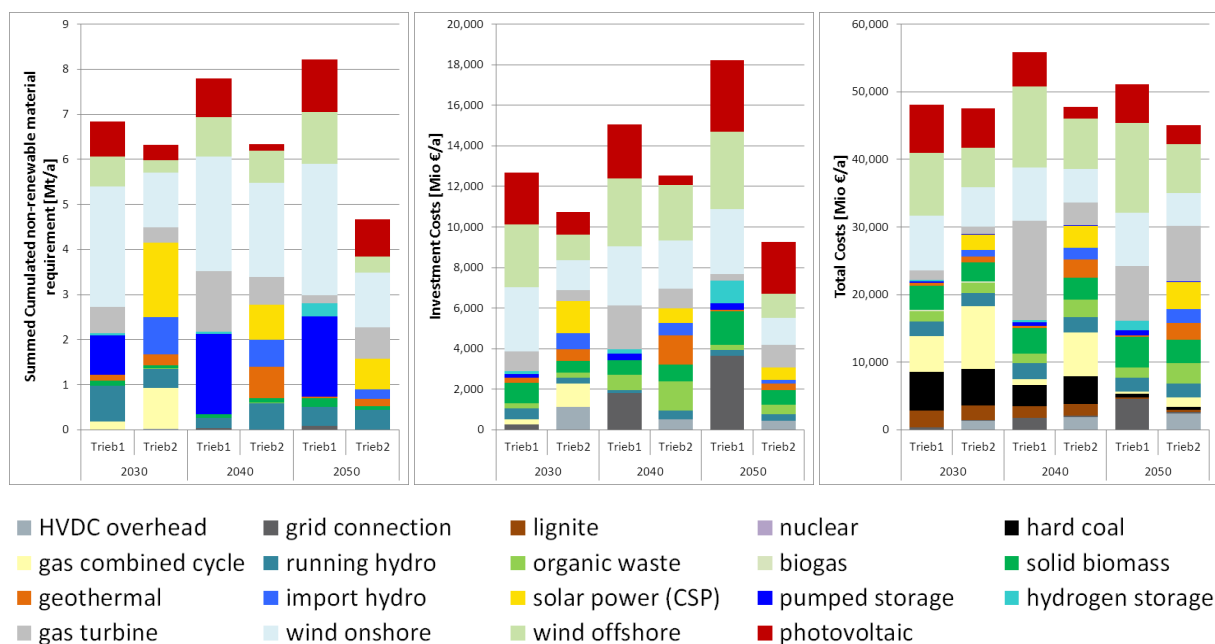 Summed Cumulated non-renewable material
requirement [Mt/a]
9
8
7
6
5
4
3
2
1
0
Trieb1 Trieb2 Trieb1 Trieb2 Trieb1 Trieb2
2030 2040 2050
Investment Costs [Mio €/a]
20,000
18,000
16,000
14,000
12,000
10,000
8,000
6,000
4,000
2,000
0
Trieb1 Trieb2 Trieb1 Trieb2 Trieb1 Trieb2
2030 2040 2050
Total Costs [Mio €/a]
60,000
50,000
40,000
30,000
20,000
10,000
0
Trieb1 Trieb2 Trieb1 Trieb2 Trieb1 Trieb2
2030 2040 2050
HVDC overhead grid connection lignite nuclear hard coal
gas combined cycle running hydro organic waste biogas solid biomass
geothermal import hydro solar power (CSP) pumped storage hydrogen storage
gas turbine wind onshore wind offshore photovoltaic